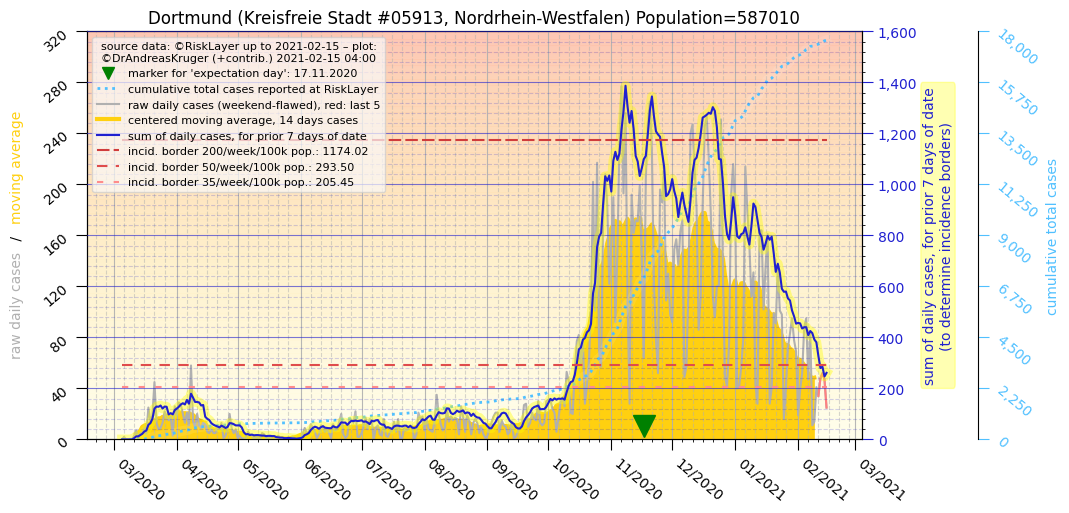 Dortmund (Kreisfreie Stadt #05913, Nordrhein-Westfalen) Population=587010
source data: ©RiskLayer up to 2021-02-15 – plot:
©DrAndreasKruger (+contrib.) 2021-02-15 04:00
marker for 'expectation day': 17.11.2020
cumulative total cases reported at RiskLayer
raw daily cases (weekend-flawed), red: last 5
centered moving average, 14 days cases
sum of daily cases, for prior 7 days of date
incid. border 200/week/100k pop.: 1174.02
incid. border 50/week/100k pop.: 293.50
incid. border 35/week/100k pop.: 205.45
raw daily cases / moving average
320
280
240
200
160
120
80
40
0
03/2020
04/2020
05/2020
06/2020
07/2020
08/2020
09/2020
10/2020
11/2020
12/2020
01/2021
02/2021
03/2021
1,600
1,400
1,200
1,000
800
600
400
200
0
sum of daily cases, for prior 7 days of date
(to determine incidence borders)
18,000
15,750
13,500
11,250
9,000
6,750
4,500
2,250
0
cumulative total cases